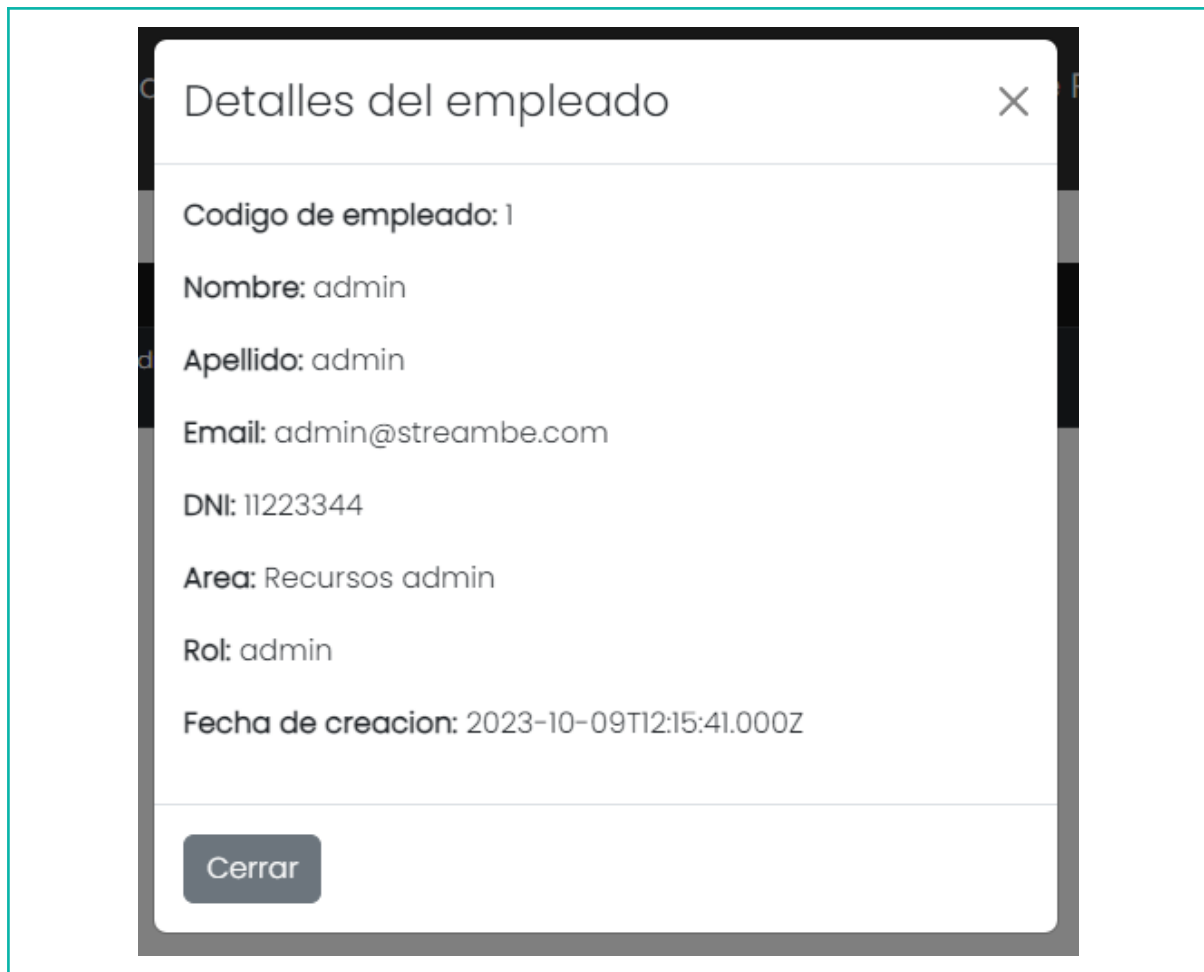 Detalles del empleado
Codigo de empleado: 1
Nombre: admin
Apellido: admin
Email: admin@streambe.com
DNI: 11223344
Area: Recursos admin
Rol: admin
Fecha de creacion: 2023-10-09T12:15:41.000Z
Cerrar